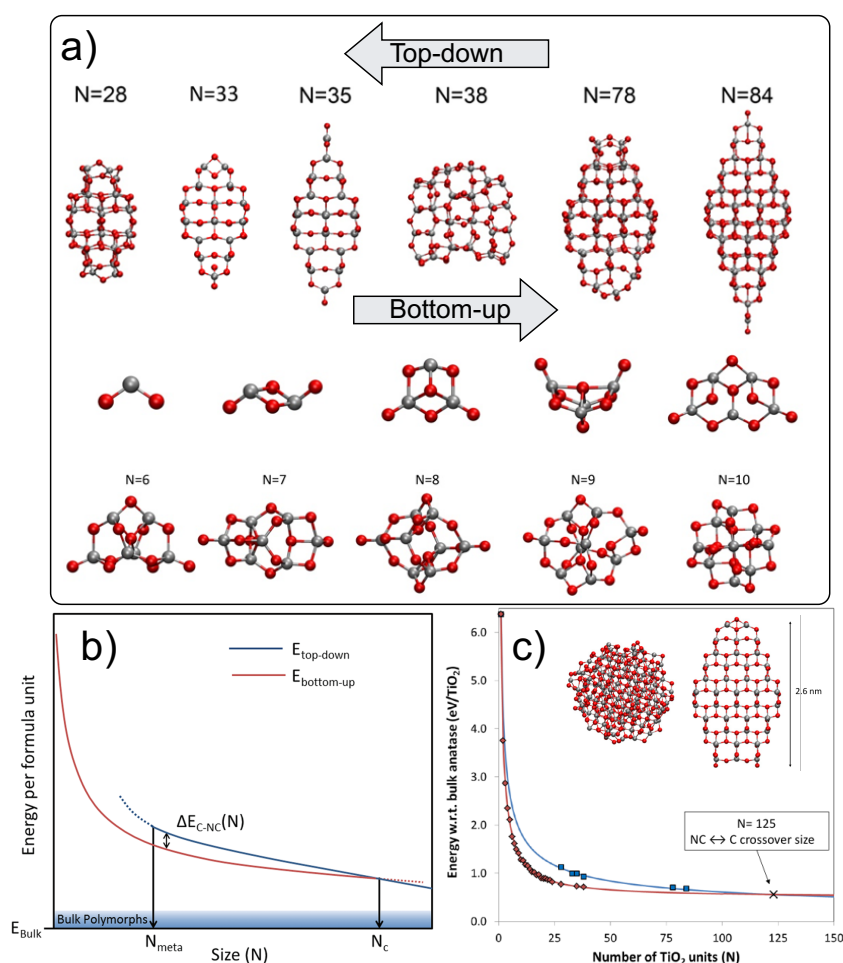 a)
Top-down
N=28 N=33 N=35 N=38 N=78 N=84
Bottom-up
N=6 N=7 N=8 N=9 N=10
b)
E_top-down
E_bottom-up
ΔE_C-NC(N)
Energy per formula unit
Bulk Polymorphs
E_Bulk
N_meta
N_c
Size (N)
c)
Energy w.r.t. bulk anatase (eV/TiO₂)
6.0
5.0
4.0
3.0
2.0
1.0
0.0
2.6 nm
N= 125
NC ↔ C crossover size
0 25 50 75 100 125 150
Number of TiO₂ units (N)